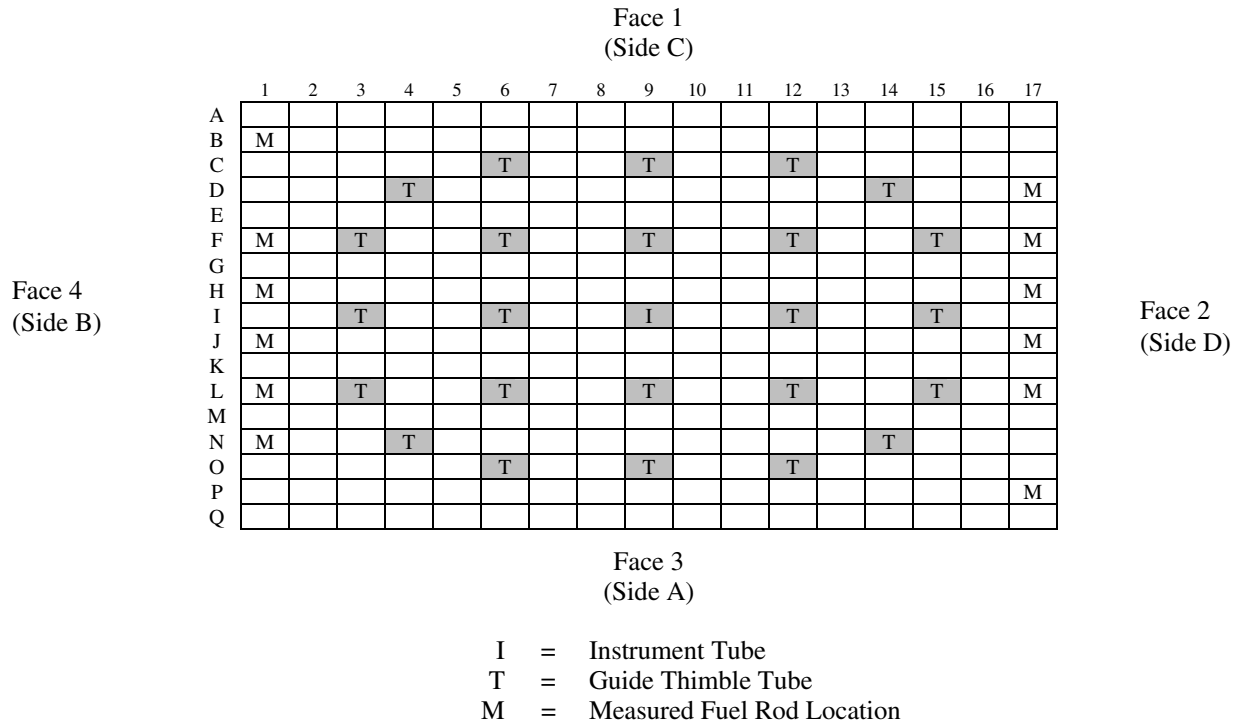 Face 1
(Side C)
1 2 3 4 5 6 7 8 9 10 11 12 13 14 15 16 17
A
B M
C T T T
D T T M
E
F M T T T T T M
G
H M M
Face 4
(Side B)
I T T I T T
Face 2
(Side D)
J M M
K
L M T T T T T M
M
N M T T
O T T T
P M
Q
Face 3
(Side A)
I = Instrument Tube
T = Guide Thimble Tube
M = Measured Fuel Rod Location